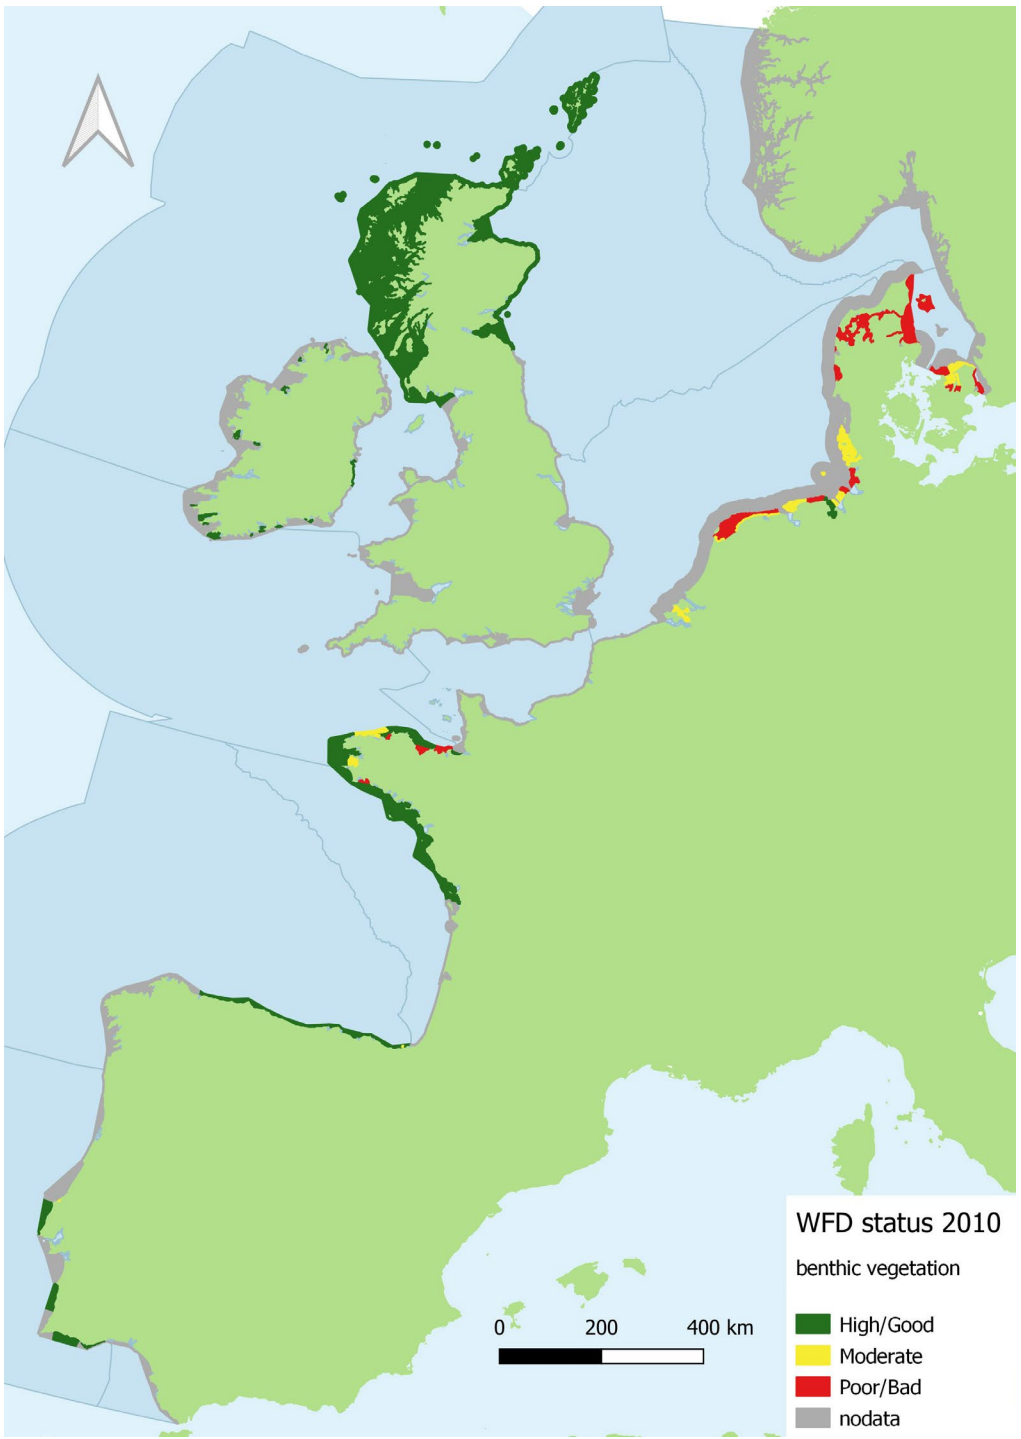 0 200 400 km
WFD status 2010
benthic vegetation
High/Good
Moderate
Poor/Bad
nodata